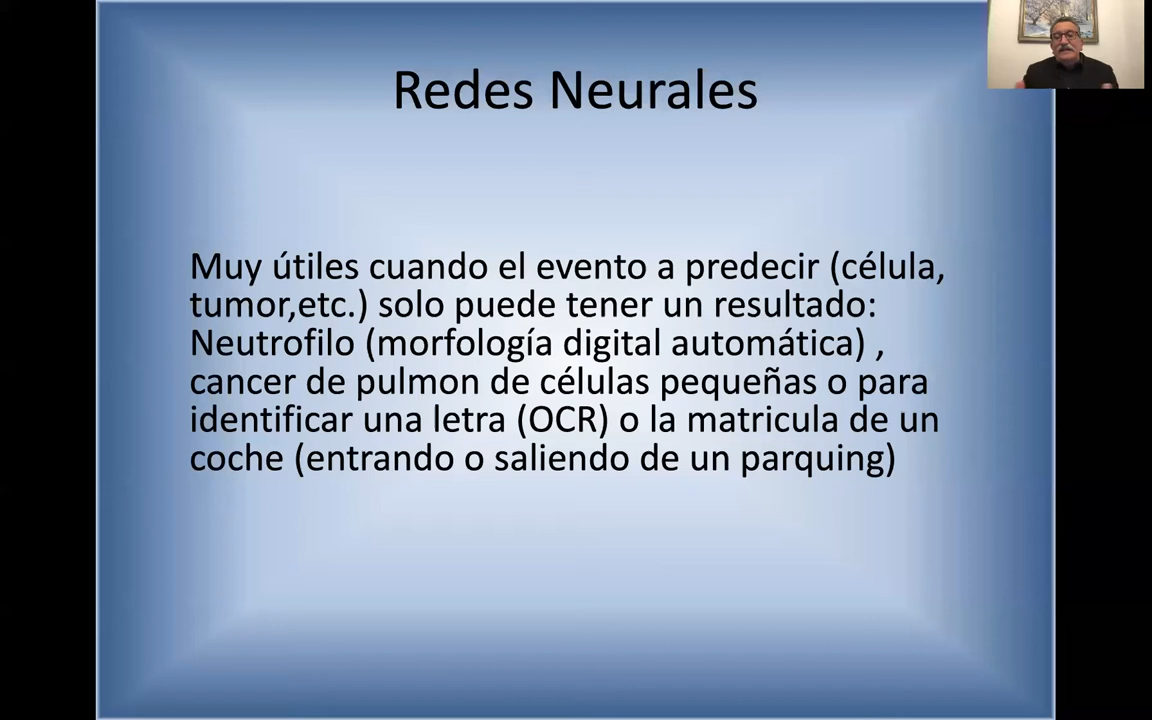 Redes Neurales
Muy útiles cuando el evento a predecir (célula,
tumor,etc.) solo puede tener un resultado:
Neutrofilo (morfología digital automática) ,
cancer de pulmon de células pequeñas o para
identificar una letra (OCR) o la matricula de un
coche (entrando o saliendo de un parquing)